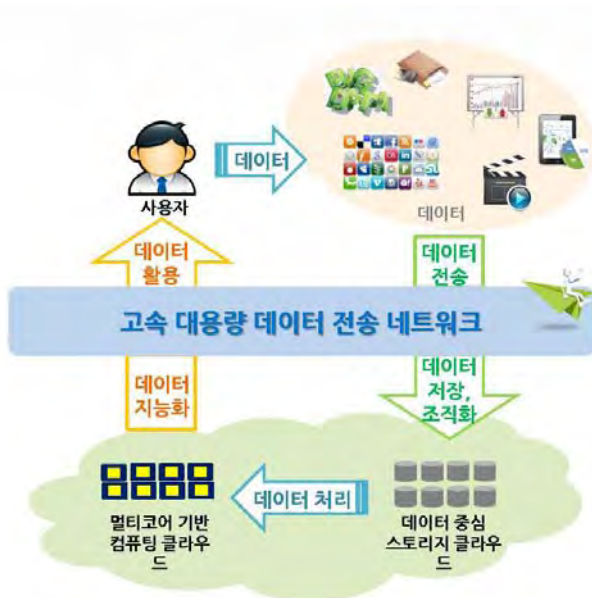 데이터
사용자
데이터
데이터
활용
데이터
전송
고속 대용량 데이터 전송 네트워크
데이터
지능화
데이터
저장,
조직화
데이터 처리
멀티코어 기반
컴퓨팅 클라우
드
데이터 중심
스토리지 클라우
드